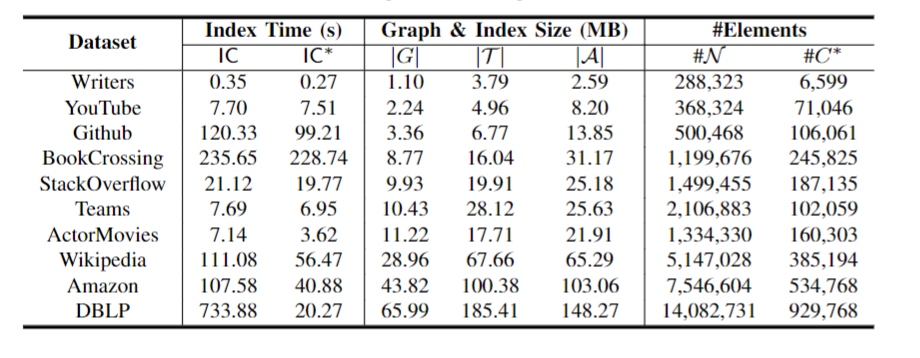 Dataset Index Time (s) Graph & Index Size (MB) #Elements
IC IC* |G| |𝒯| |𝒜| #𝒩 #𝒞*
Writers 0.35 0.27 1.10 3.79 2.59 288,323 6,599
YouTube 7.70 7.51 2.24 4.96 8.20 368,324 71,046
Github 120.33 99.21 3.36 6.77 13.85 500,468 106,061
BookCrossing 235.65 228.74 8.77 16.04 31.17 1,199,676 245,825
StackOverflow 21.12 19.77 9.93 19.91 25.18 1,499,455 187,135
Teams 7.69 6.95 10.43 28.12 25.63 2,106,883 102,059
ActorMovies 7.14 3.62 11.22 17.71 21.91 1,334,330 160,303
Wikipedia 111.08 56.47 28.96 67.66 65.29 5,147,028 385,194
Amazon 107.58 40.88 43.82 100.38 103.06 7,546,604 534,768
DBLP 733.88 20.27 65.99 185.41 148.27 14,082,731 929,768